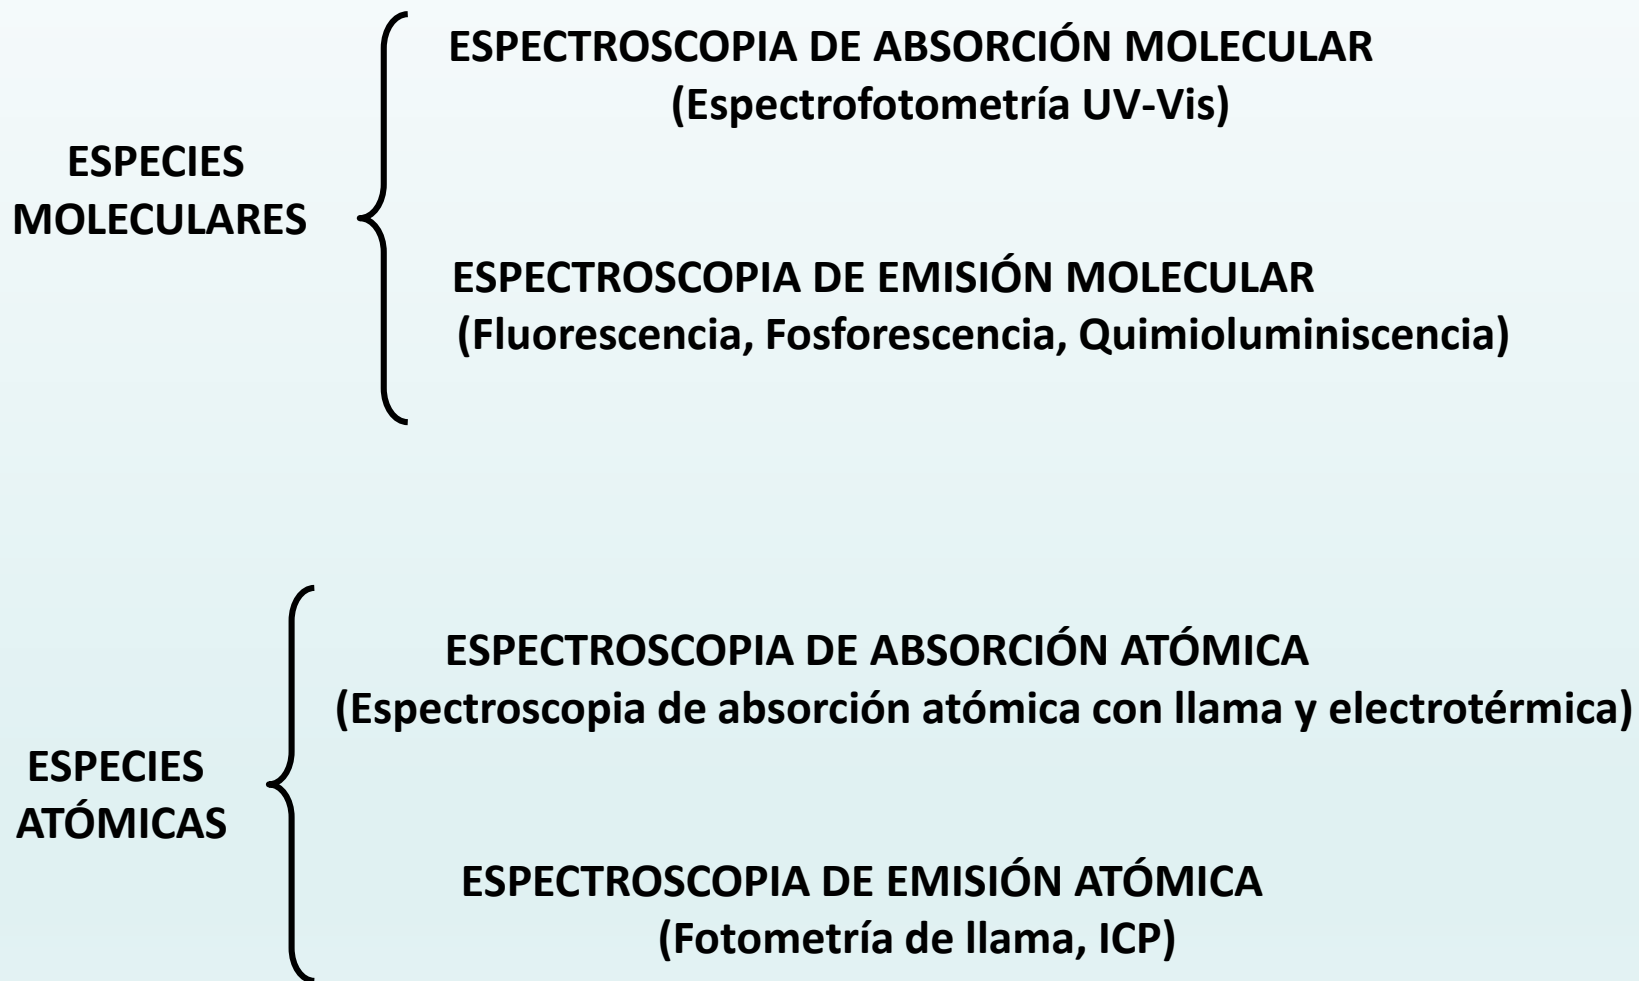 ESPECTROSCOPIA DE ABSORCIÓN MOLECULAR
(Espectrofotometría UV-Vis)
ESPECIES
MOLECULARES
ESPECTROSCOPIA DE EMISIÓN MOLECULAR
(Fluorescencia, Fosforescencia, Quimioluminiscencia)
ESPECTROSCOPIA DE ABSORCIÓN ATÓMICA
(Espectroscopia de absorción atómica con llama y electrotérmica)
ESPECIES
ATÓMICAS
ESPECTROSCOPIA DE EMISIÓN ATÓMICA
(Fotometría de llama, ICP)